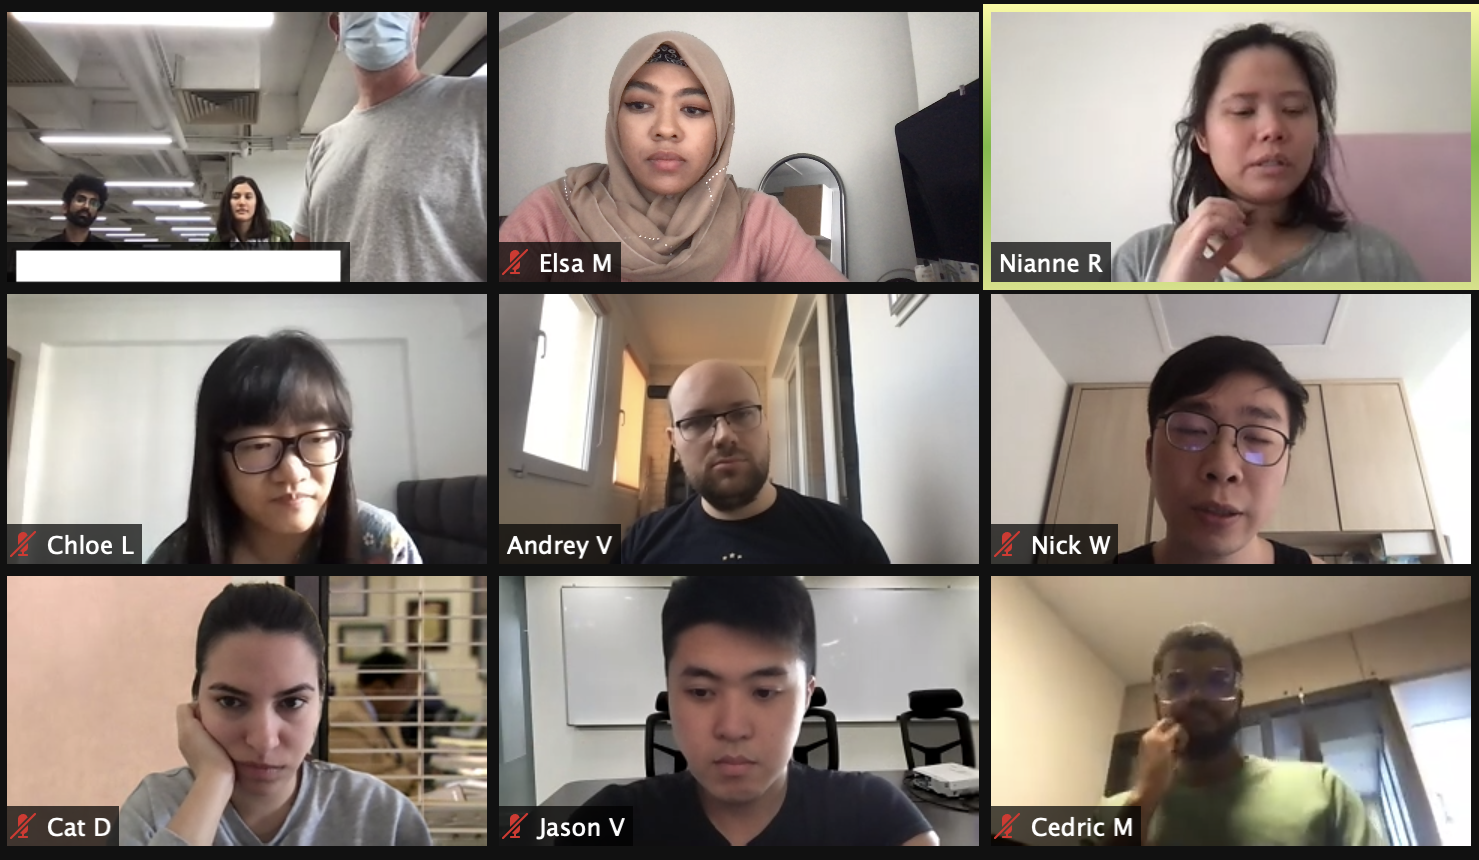 Elsa M
Nianne R
Chloe L
Andrey V
Nick W
Cat D
Jason V
Cedric M